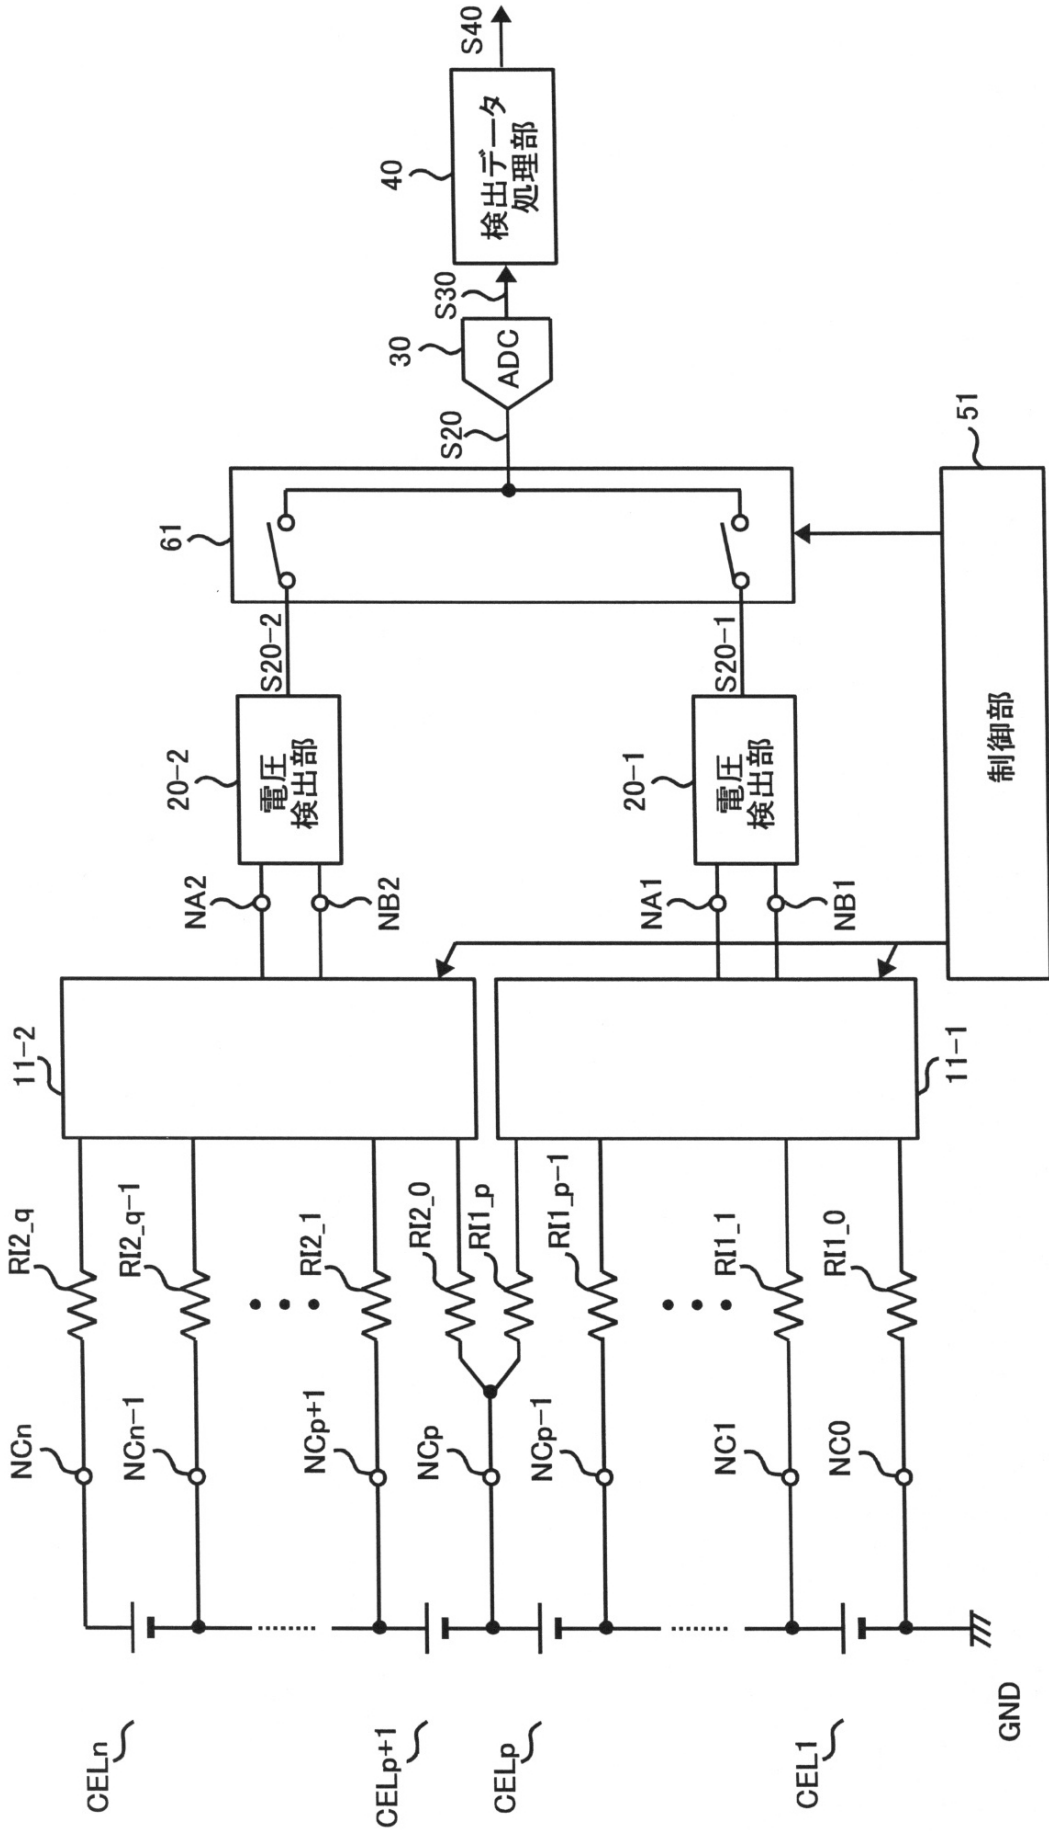 CELn
CELp+1
CELp
CEL1
GND
NCn
NCn-1
NCp+1
NCp
NCp-1
NC1
NC0
RI2_q
RI2_q-1
RI2_1
RI2_0
RI1_p
RI1_p-1
RI1_1
RI1_0
11-2
11-1
NA2
NB2
NA1
NB1
20-2
電圧
検出部
20-1
電圧
検出部
S20-2
S20-1
61
制御部
51
S20
30
ADC
S30
40
検出データ
処理部
S40